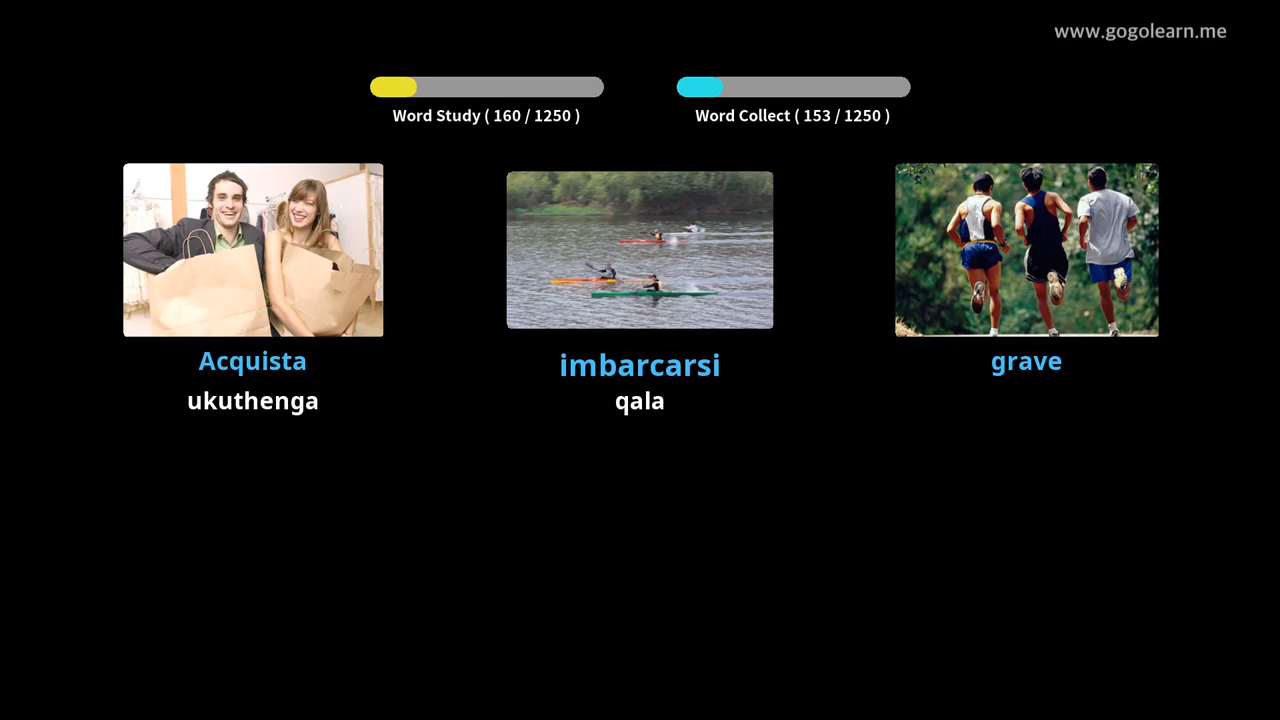 www.gogolearn.me
Word Study ( 160 / 1250 )
Word Collect ( 153 / 1250 )
Acquista
ukuthenga
imbarcarsi
qala
grave